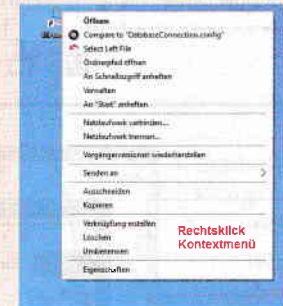 Öffnen
Compare to "DatabaseConnection.config"
Select Left File
Ordnerpfad öffnen
An Schnellzugriff anheften
Verwalten
An "Start" anheften
Netzlaufwerk verbinden...
Netzlaufwerk trennen...
Vorgängerversionen wiederherstellen
Senden an
Ausschneiden
Kopieren
Verknüpfung erstellen
Löschen
Umbenennen
Rechtsklick
Kontextmenü
Eigenschaften